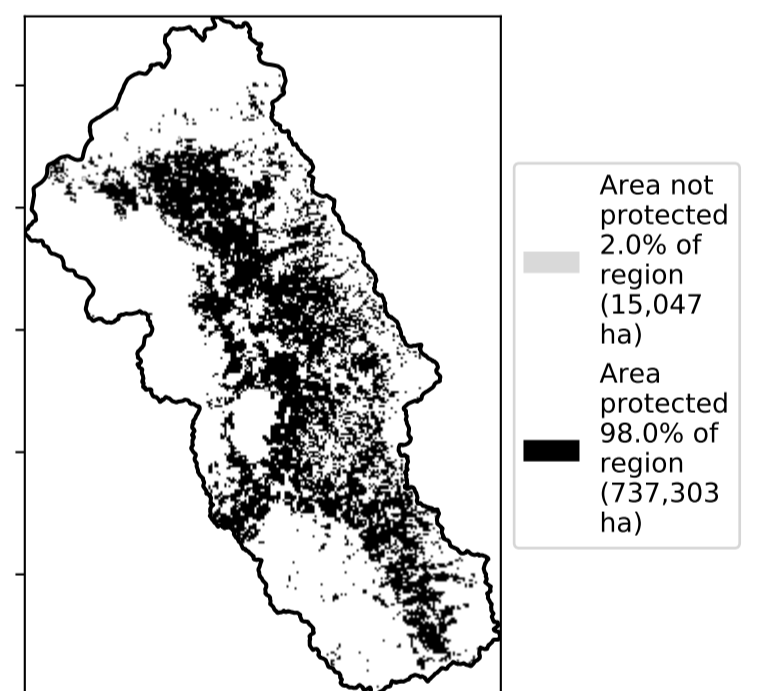 Area not
protected
2.0% of
region
(15,047
ha)
Area
protected
98.0% of
region
(737,303
ha)